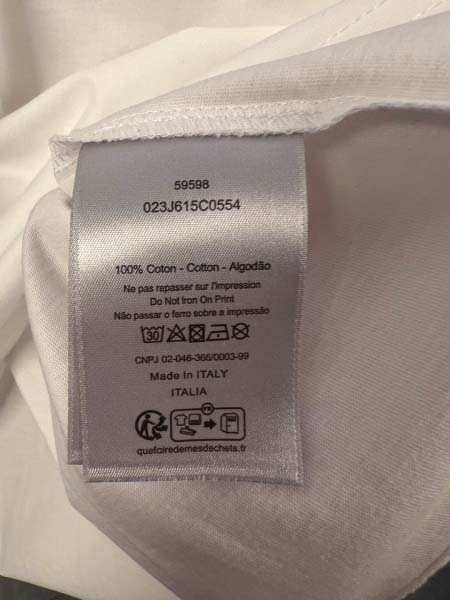 59598
023J615C0554
100% Coton - Cotton - Algodão
Ne pas repasser sur l'impression
Do Not Iron On Print
Não passar o ferro sobre a impressão
30
CNPJ 02-046-366/0003-99
Made In ITALY
ITALIA
FR
quefairedemesdechets.fr